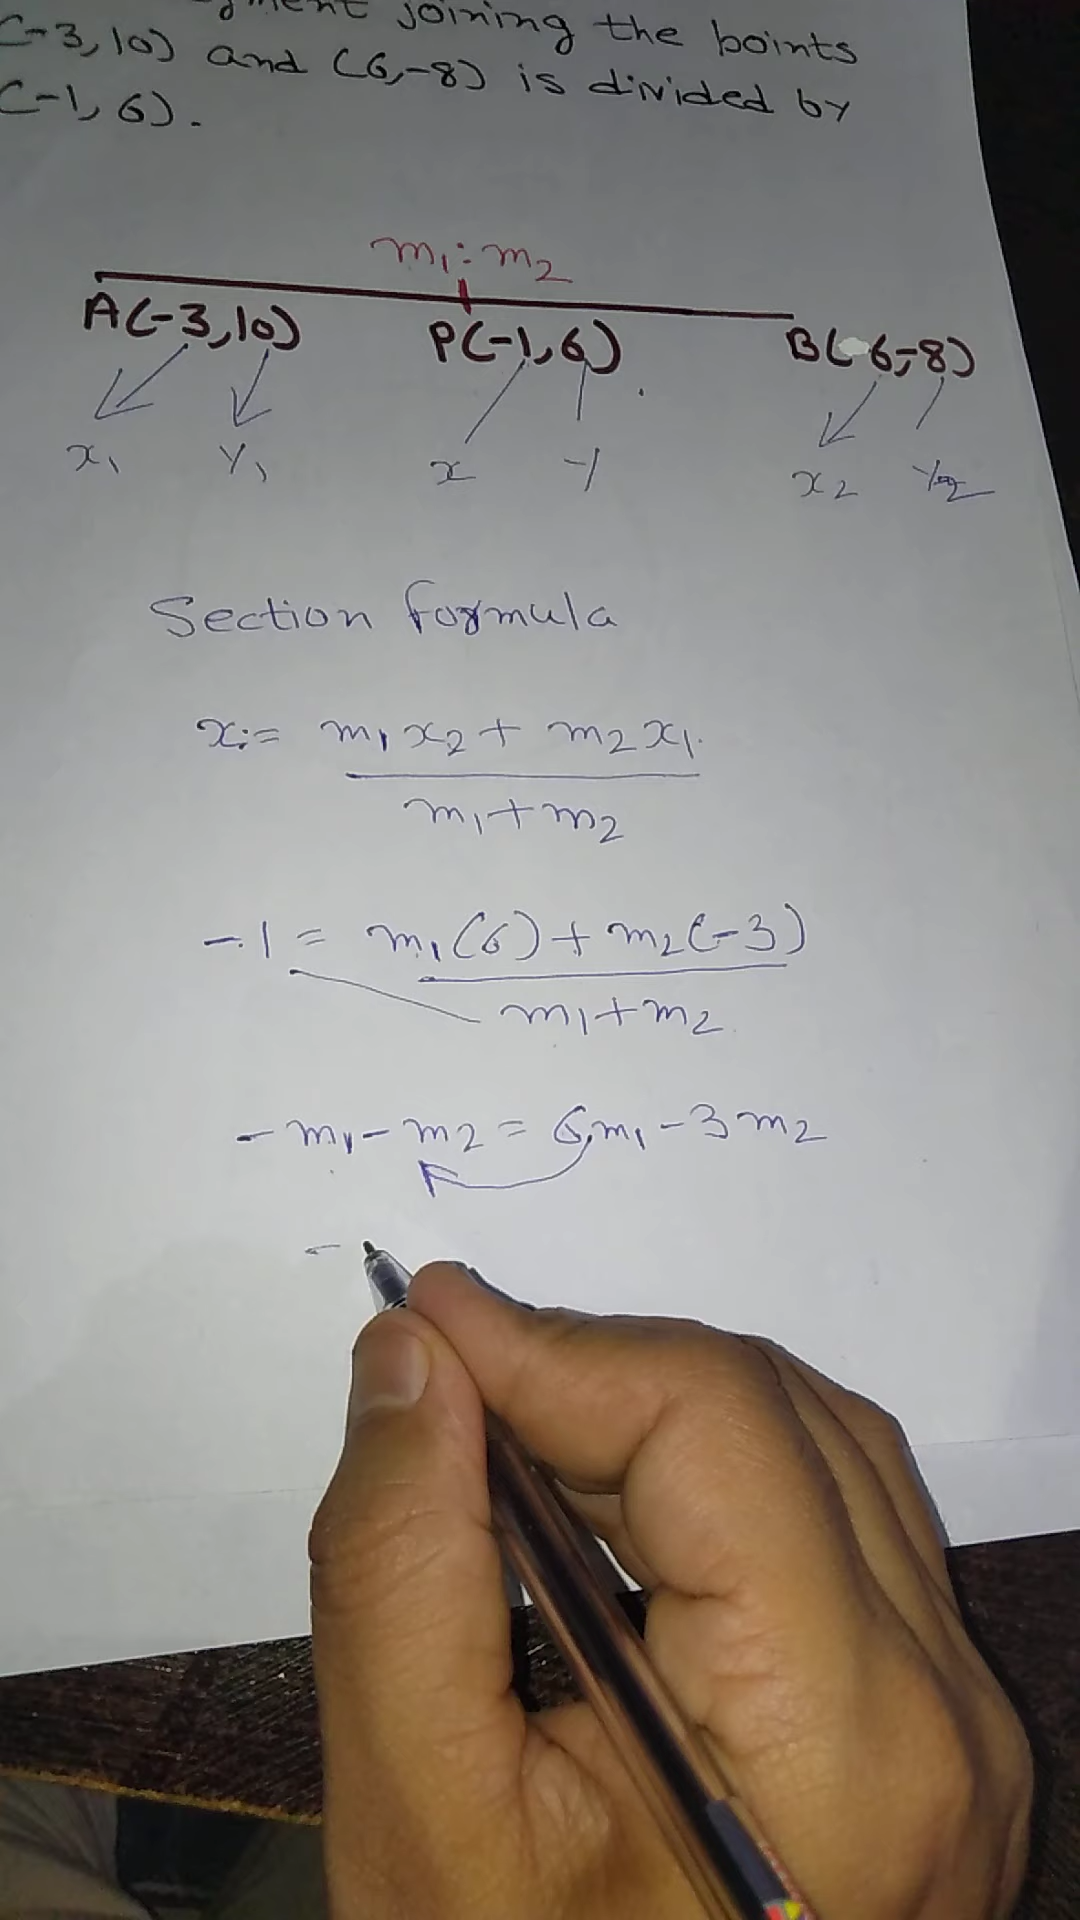 joining the boints
(-3,10) and (6,-8) is divided by
(-1,6).
m₁:m₂
A(-3,10) P(-1,6) B(6,-8)
x₁ y₁ x y x₂ y₂
Section formula
x = m₁x₂ + m₂x₁
m₁+m₂
-1 = m₁(6) + m₂(-3)
m₁+m₂
-m₁-m₂ = 6m₁-3m₂
-